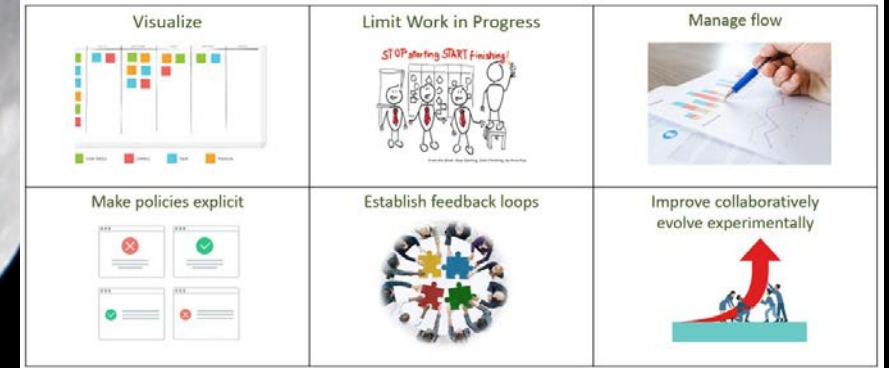 Visualize
Limit Work in Progress
Manage flow
STOP starting START finishing!
Make policies explicit
Establish feedback loops
Improve collaboratively
evolve experimentally